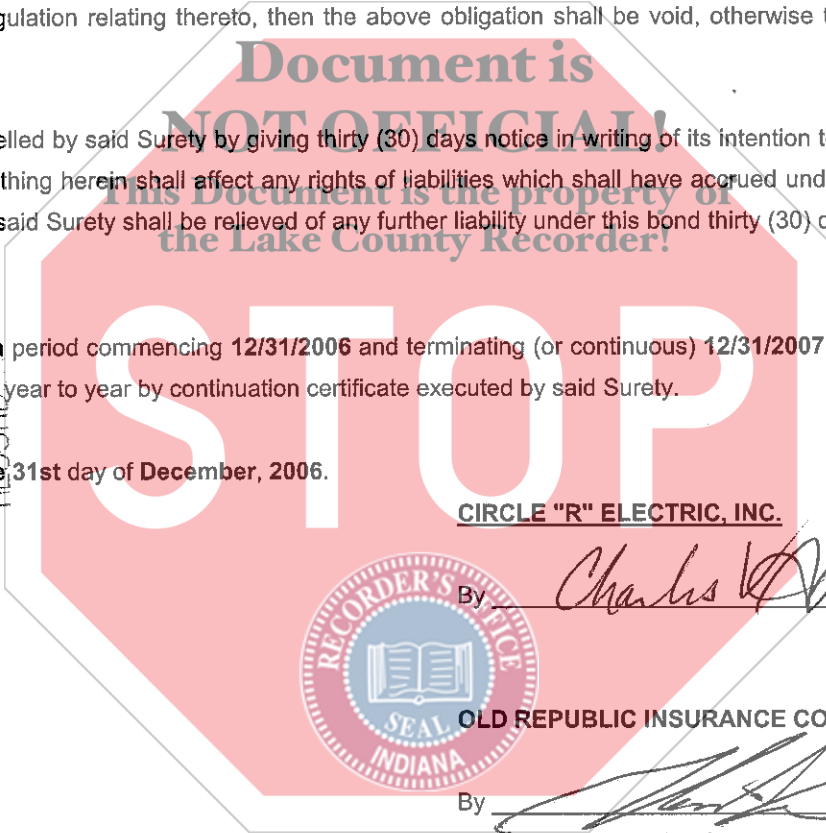 gulation relating thereto, then the above obligation shall be void, otherwise t
Document is
NOT OFFICIAL!
elled by said Surety by giving thirty (30) days notice in writing of its intention t
thing herein shall affect any rights of liabilities which shall have accrued und
This Document is the property of
said Surety shall be relieved of any further liability under this bond thirty (30) d
the Lake County Recorder!
STOP
period commencing 12/31/2006 and terminating (or continuous) 12/31/2007
year to year by continuation certificate executed by said Surety.
31st day of December, 2006.
CIRCLE "R" ELECTRIC, INC.
By Charles
RECORDER'S OFFICE
SEAL
INDIANA
OLD REPUBLIC INSURANCE CO
By